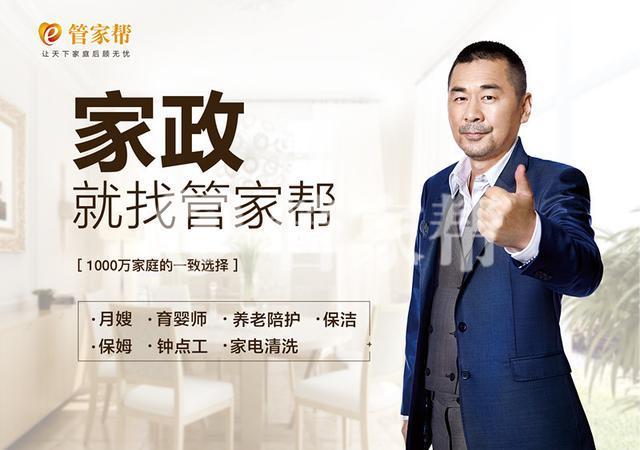 管家帮
让天下家庭后顾无忧
家政
就找管家帮
[ 1000万家庭的一致选择 ]
·月嫂 ·育婴师 ·养老陪护 ·保洁
·保姆 ·钟点工 ·家电清洗